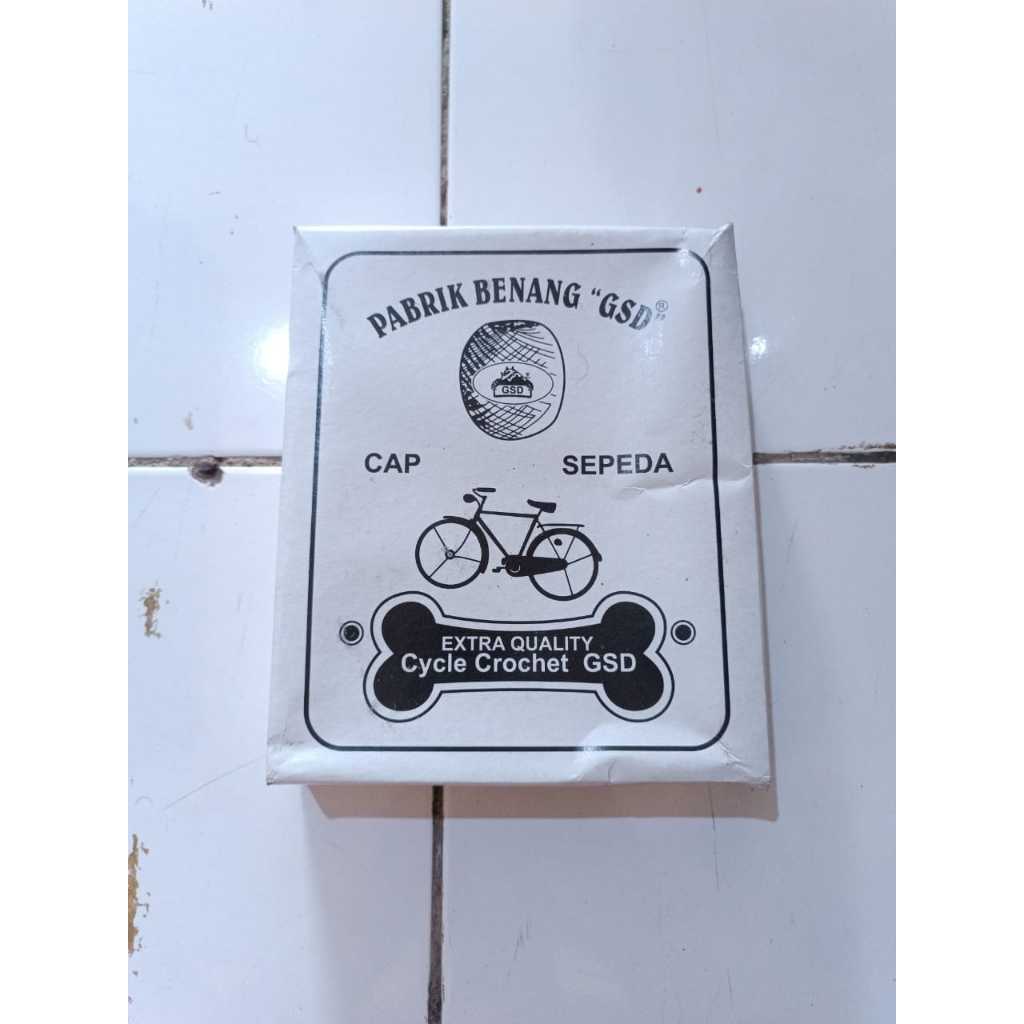 PABRIK BENANG “GSD”®
GSD
CAP SEPEDA
EXTRA QUALITY
Cycle Crochet GSD